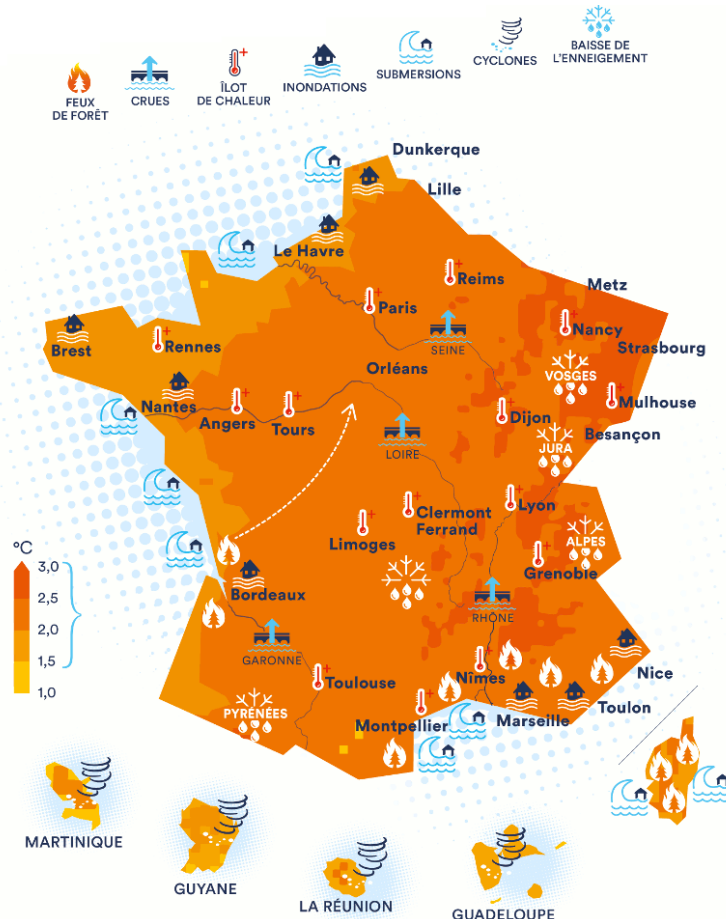 FEUX
DE FORÊT
CRUES
ÎLOT
DE CHALEUR
INONDATIONS
SUBMERSIONS
CYCLONES
BAISSE DE
L'ENNEIGEMENT
Dunkerque
Lille
Le Havre
Reims
Metz
Paris
Nancy
SEINE
Strasbourg
Brest
Rennes
Orléans
VOSGES
Nantes
Mulhouse
Angers
Tours
Dijon
Besançon
LOIRE
JURA
Clermont
Ferrand
Lyon
Limoges
ALPES
Grenoble
°C
3,0
2,5
2,0
1,5
1,0
Bordeaux
RHÔNE
GARONNE
Toulouse
Nîmes
Nice
PYRENÉES
Montpellier
Marseille
Toulon
MARTINIQUE
GUYANE
LA RÉUNION
GUADELOUPE